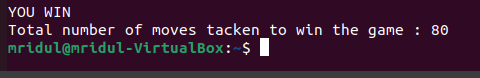 YOU WIN
Total number of moves tacken to win the game : 80
mridul@mridul-VirtualBox:~$